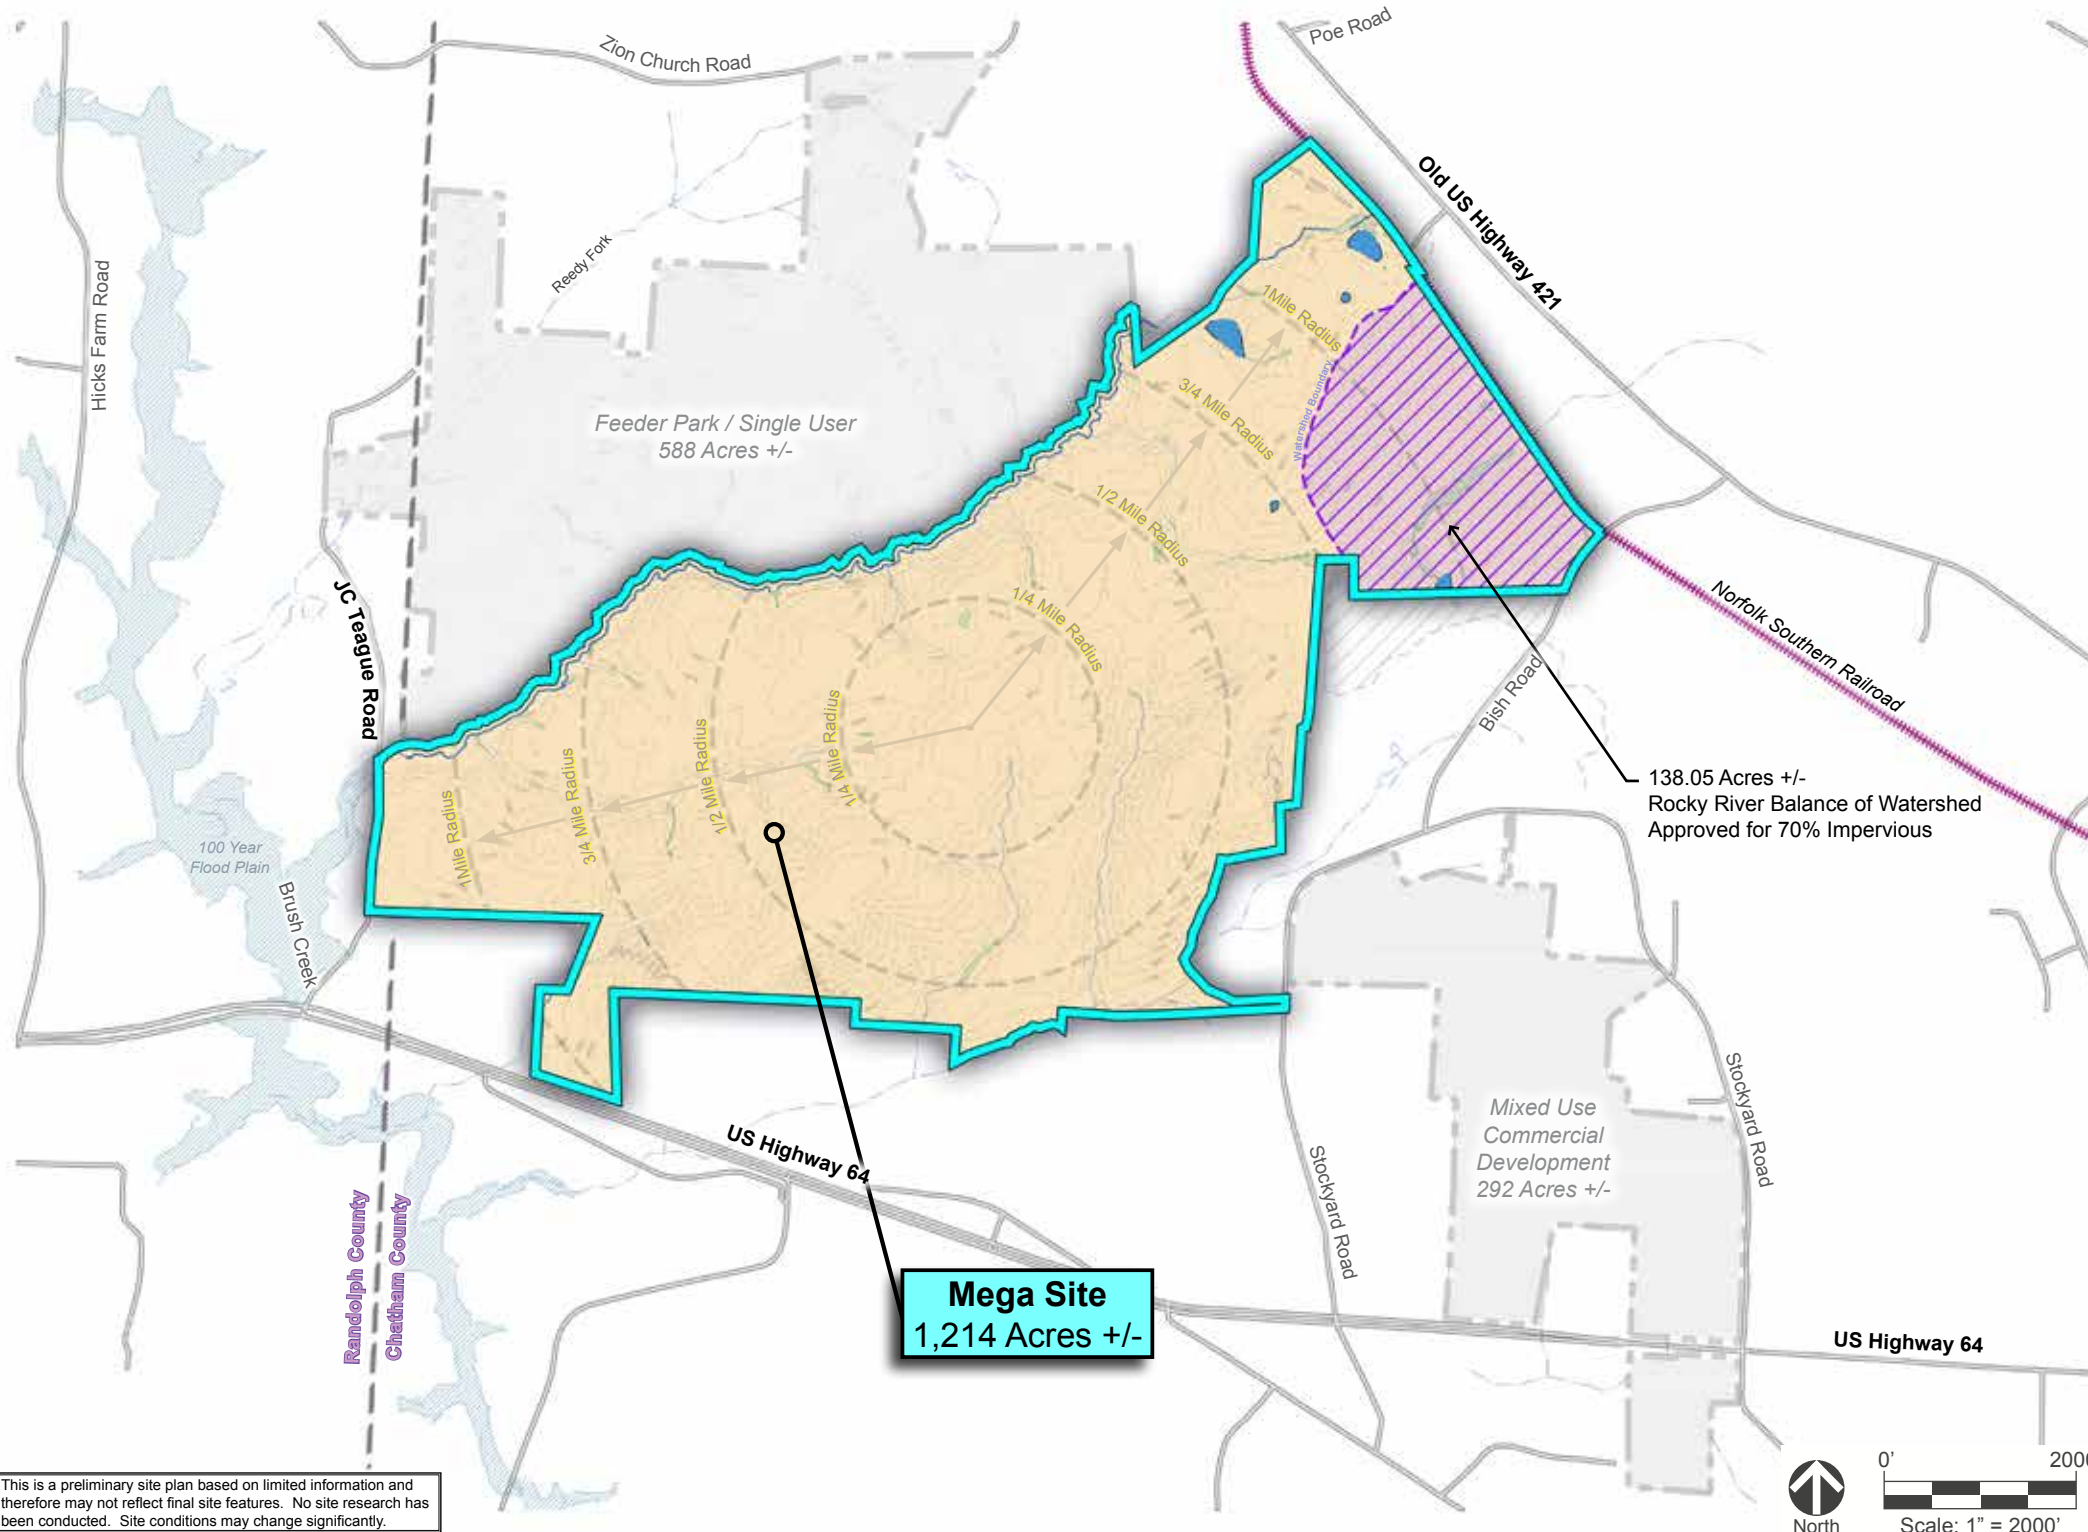 Zion Church Road
Poe Road
Old US Highway 421
Hicks Farm Road
Reedy Fork
1Mile Radius
Watershed Boundary
3/4 Mile Radius
Feeder Park / Single User
588 Acres +/-
1/2 Mile Radius
JC Teague Road
1/4 Mile Radius
Norfolk Southern Railroad
Bish Road
1/4 Mile Radius
1/2 Mile Radius
3/4 Mile Radius
1Mile Radius
138.05 Acres +/-
Rocky River Balance of Watershed
Approved for 70% Impervious
100 Year
Flood Plain
Brush Creek
Mixed Use
Commercial
Development
292 Acres +/-
Stockyard Road
Stockyard Road
US Highway 64
Randolph County
Chatham County
Mega Site
1,214 Acres +/-
US Highway 64
This is a preliminary site plan based on limited information and
therefore may not reflect final site features. No site research has
been conducted. Site conditions may change significantly.
North
0'
Scale: 1" = 2000'